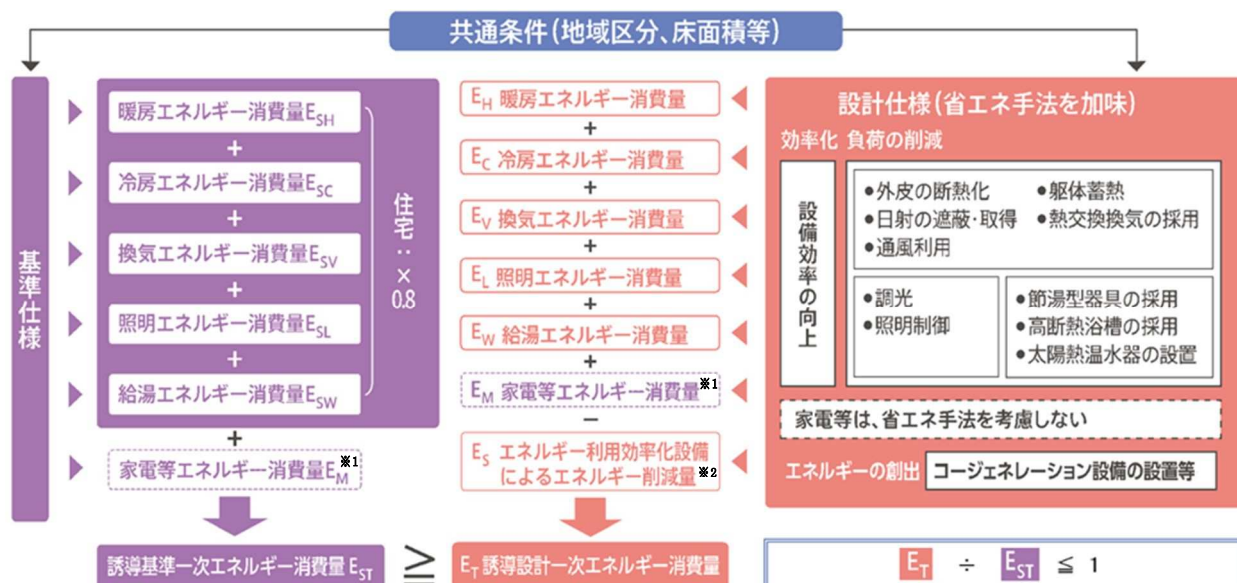 共通条件(地域区分、床面積等)
基準仕様
暖房エネルギー消費量ESH
+
冷房エネルギー消費量ESC
+
換気エネルギー消費量ESV
+
照明エネルギー消費量ESL
+
給湯エネルギー消費量ESW
住宅:×0.8
+
家電等エネルギー消費量EM※1
誘導基準一次エネルギー消費量 EST
≧
EH 暖房エネルギー消費量
+
EC 冷房エネルギー消費量
+
EV 換気エネルギー消費量
+
EL 照明エネルギー消費量
+
EW 給湯エネルギー消費量
+
EM 家電等エネルギー消費量※1
−
ES エネルギー利用効率化設備
によるエネルギー削減量※2
ET 誘導設計一次エネルギー消費量
設計仕様(省エネ手法を加味)
効率化 負荷の削減
設備効率の向上
●外皮の断熱化 ●躯体蓄熱
●日射の遮蔽・取得 ●熱交換換気の採用
●通風利用
●調光
●照明制御
●節湯型器具の採用
●高断熱浴槽の採用
●太陽熱温水器の設置
家電等は、省エネ手法を考慮しない
エネルギーの創出 コージェネレーション設備の設置等
ET ÷ EST ≦ 1